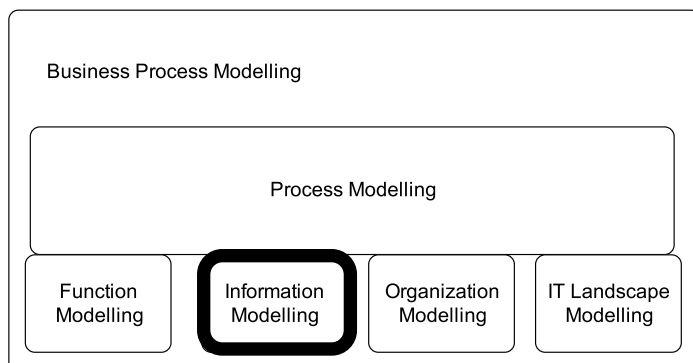 Business Process Modelling
Process Modelling
Function
Modelling
Information
Modelling
Organization
Modelling
IT Landscape
Modelling